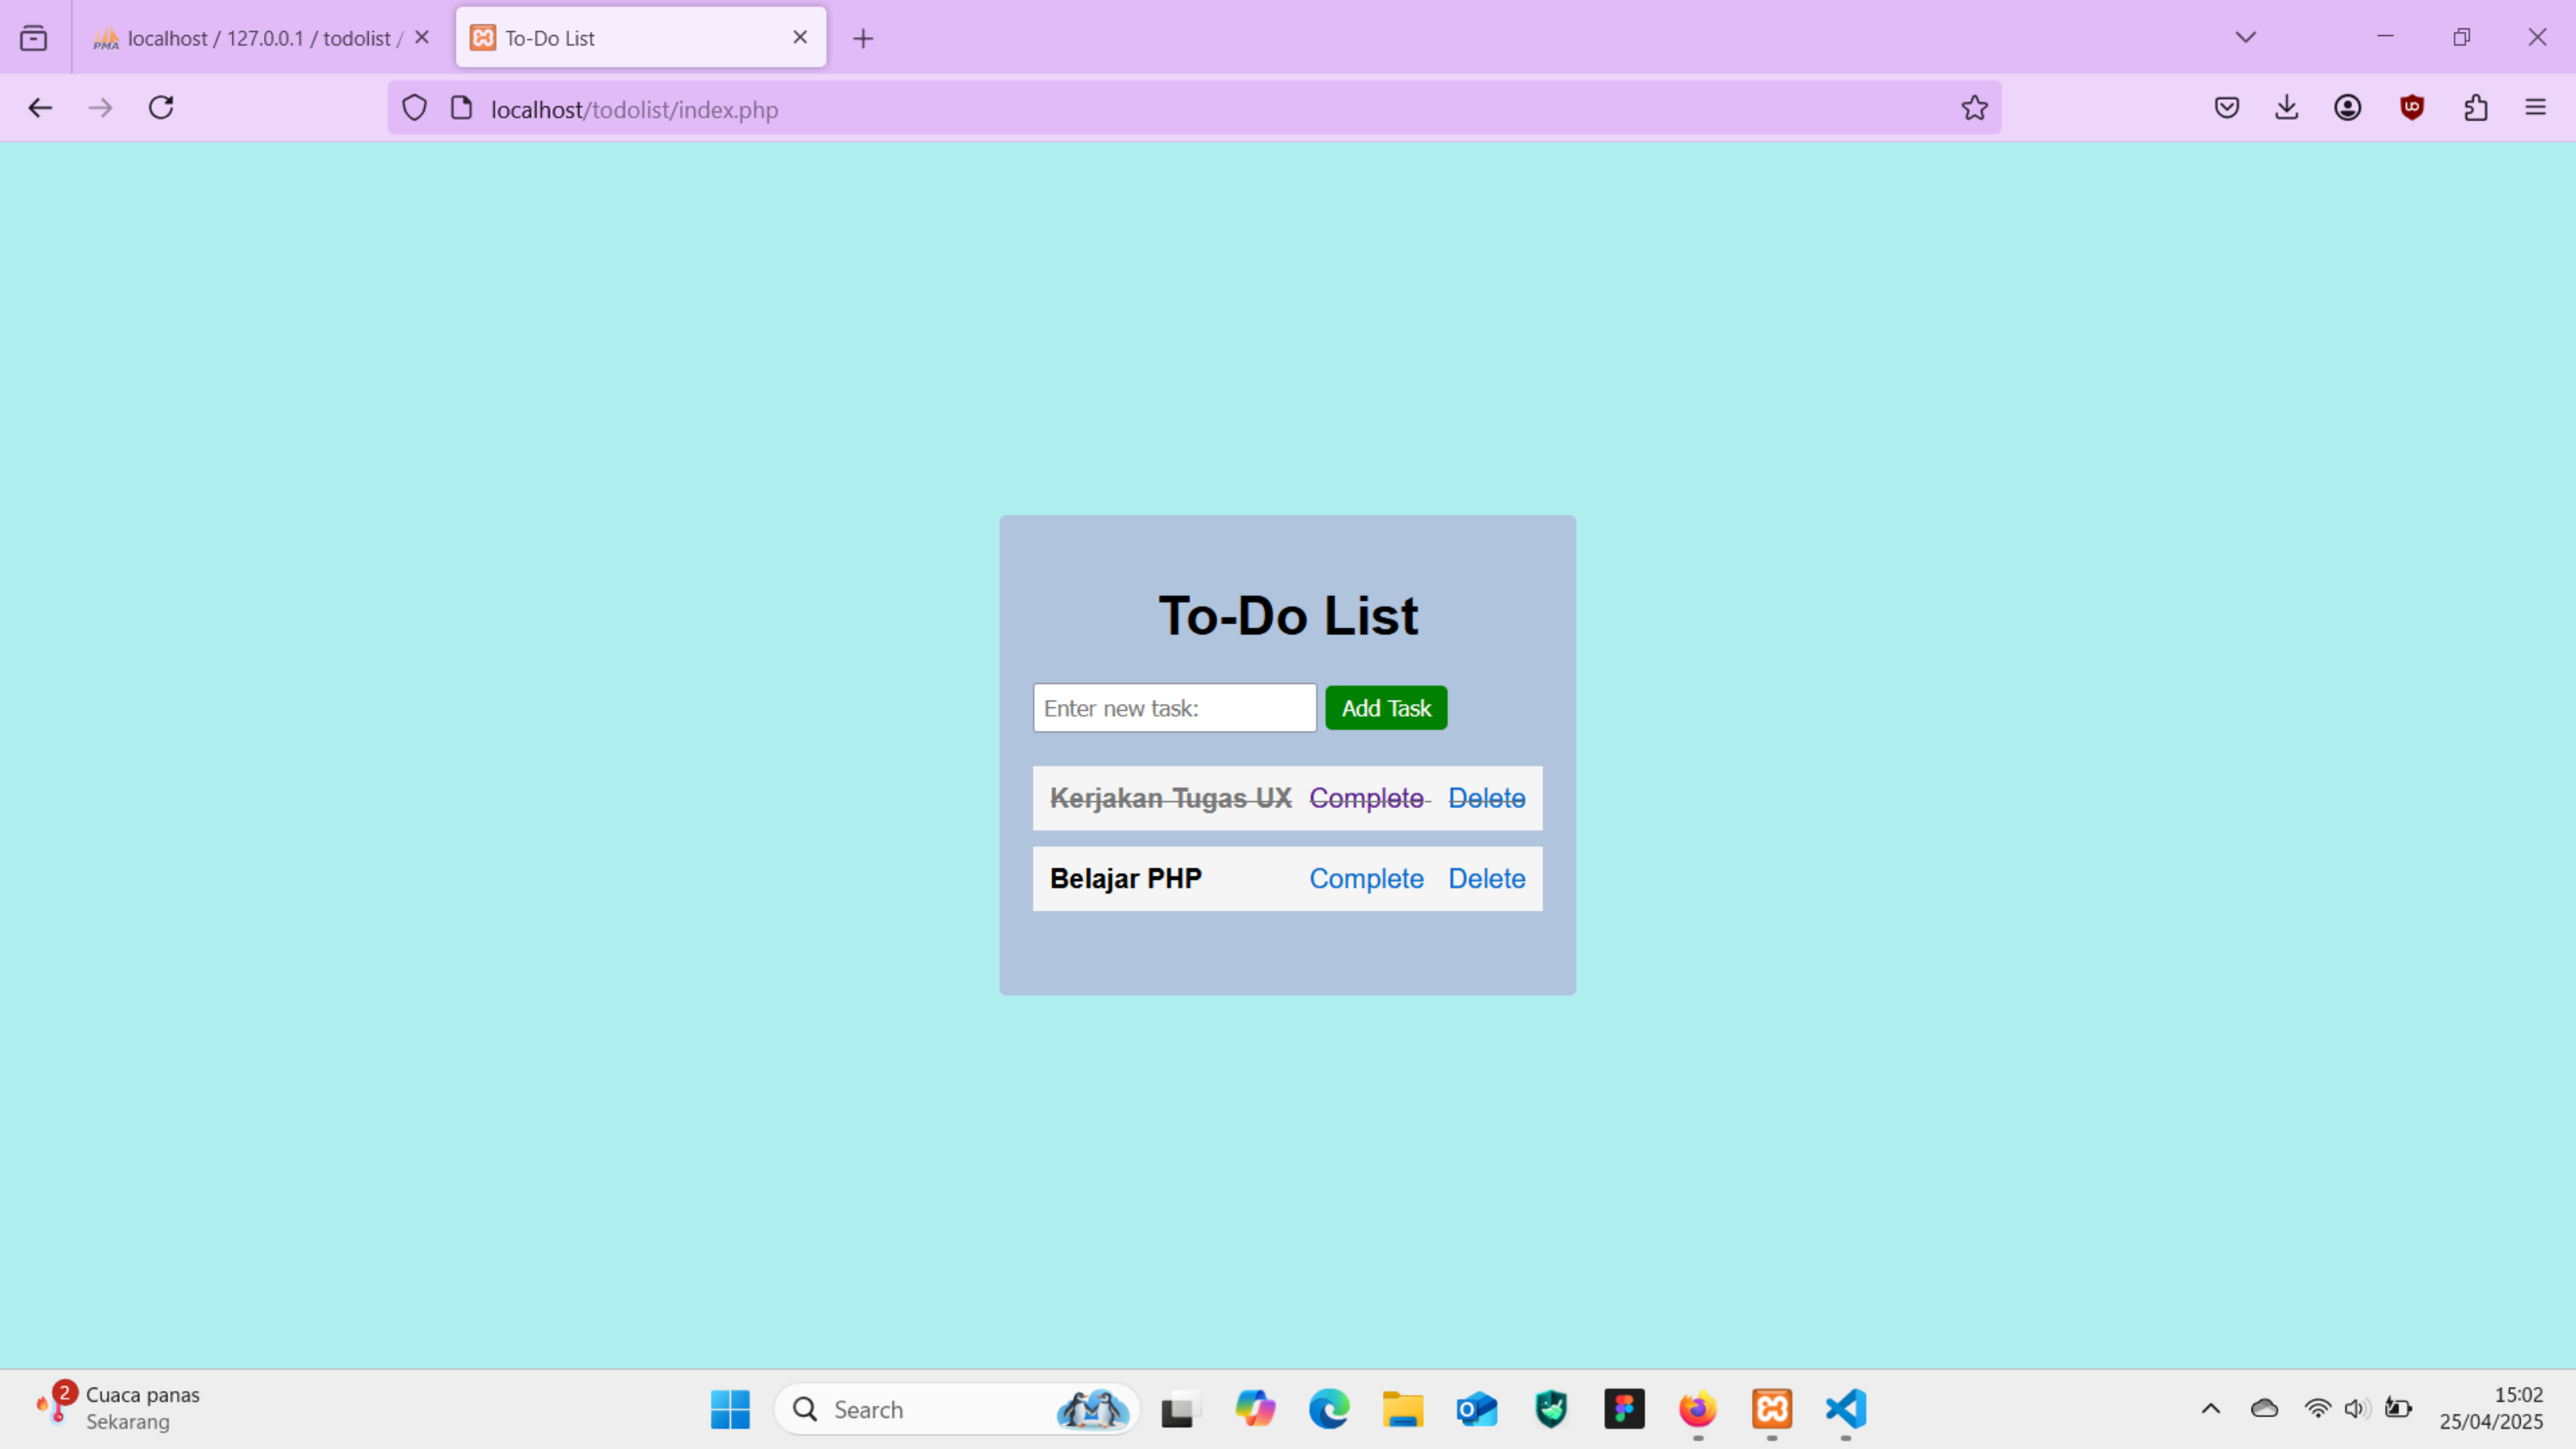 localhost / 127.0.0.1 / todolist /
To-Do List
localhost/todolist/index.php
To-Do List
Enter new task: Add Task
Kerjakan Tugas UX Complete Delete
Belajar PHP Complete Delete
2 Cuaca panas
Sekarang
Search
15:02
25/04/2025